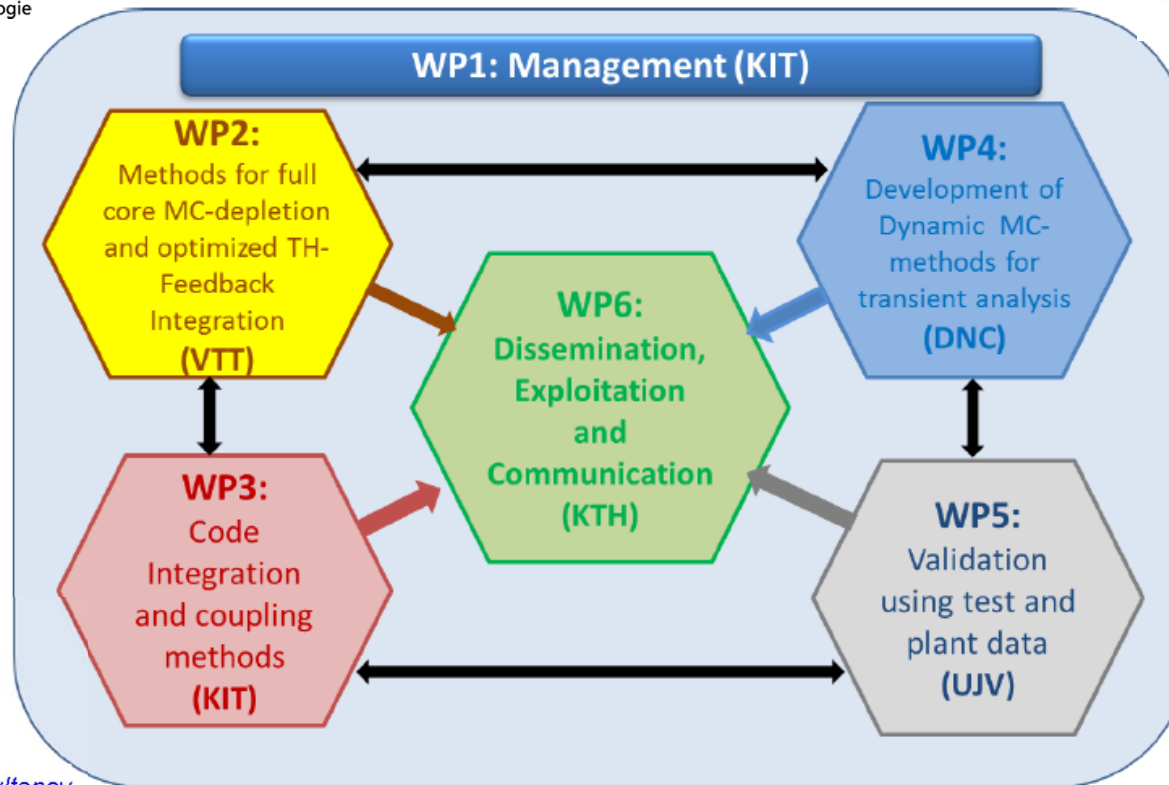 WP1: Management (KIT)
WP2:
Methods for full
core MC-depletion
and optimized TH-
Feedback
Integration
(VTT)
WP4:
Development of
Dynamic MC-
methods for
transient analysis
(DNC)
WP6:
Dissemination,
Exploitation
and
Communication
(KTH)
WP3:
Code
Integration
and coupling
methods
(KIT)
WP5:
Validation
using test and
plant data
(UJV)